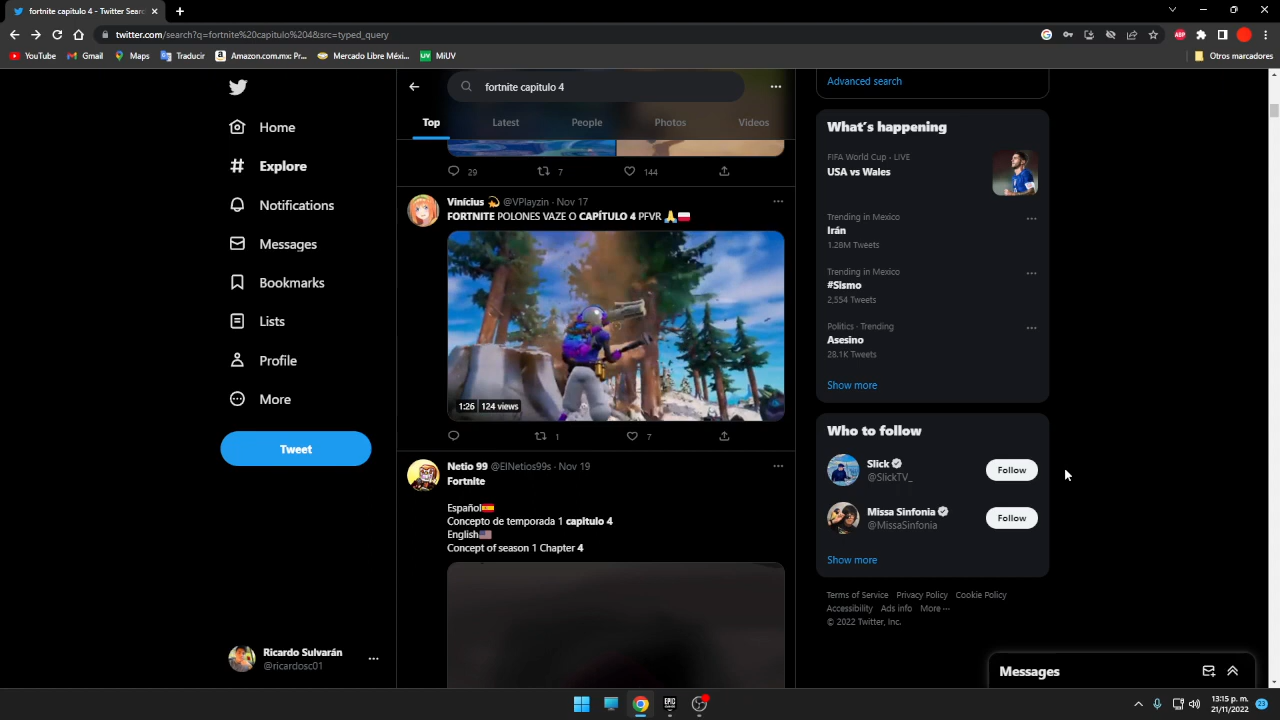 fortnite capitulo 4 - Twitter Sear
twitter.com/search?q=fortnite%20capitulo%204&src=typed_query
YouTube
Gmail
Maps
Traducir
Amazon.com.mx: Pr...
Mercado Libre Méxi...
MiUV
Otros marcadores
fortnite capitulo 4
Top
Latest
People
Photos
Videos
Home
Explore
Notifications
Messages
Bookmarks
Lists
Profile
More
Tweet
Ricardo Sulvarán
@ricardosc01
29
7
144
Vinícius 💫 @VPlayzin · Nov 17
FORTNITE POLONES VAZE O CAPÍTULO 4 PFVR 🙏🇵🇱
1:26 124 views
1
7
Netio 99 @ElNetios99s · Nov 19
Fortnite
Español🇪🇸
Concepto de temporada 1 capítulo 4
English🇺🇸
Concept of season 1 Chapter 4
Advanced search
What's happening
FIFA World Cup · LIVE
USA vs Wales
Trending in Mexico
Irán
1.28M Tweets
Trending in Mexico
#Sismo
2,554 Tweets
Politics · Trending
Asesino
28.1K Tweets
Show more
Who to follow
Slick
@SlickTV_
Follow
Missa Sinfonia
@MissaSinfonia
Follow
Show more
Terms of Service Privacy Policy Cookie Policy
Accessibility Ads info More ···
© 2022 Twitter, Inc.
Messages
ABP
EPIC
13:15 p. m.
21/11/2022
23